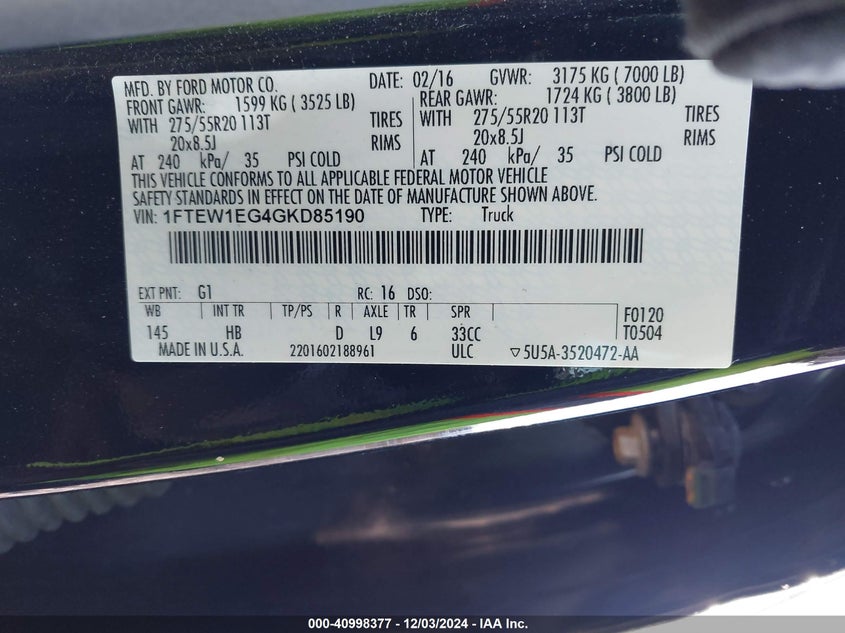 MFD. BY FORD MOTOR CO. DATE: 02/16 GVWR: 3175 KG ( 7000 LB)
FRONT GAWR: 1599 KG ( 3525 LB) REAR GAWR: 1724 KG ( 3800 LB)
WITH 275/55R20 113T TIRES WITH 275/55R20 113T TIRES
20x8.5J RIMS 20x8.5J RIMS
AT 240 kPa/ 35 PSI COLD AT 240 kPa/ 35 PSI COLD
THIS VEHICLE CONFORMS TO ALL APPLICABLE FEDERAL MOTOR VEHICLE
SAFETY STANDARDS IN EFFECT ON THE DATE OF MANUFACTURE SHOWN ABOVE.
VIN: 1FTEW1EG4GKD85190 TYPE: Truck
EXT PNT: G1 RC: 16 DSO:
WB INT TR TP/PS R AXLE TR SPR F0120
145 HB D L9 6 33CC T0504
MADE IN U.S.A. 2201602188961 ULC ▽5U5A-3520472-AA
000-40998377 - 12/03/2024 - IAA Inc.